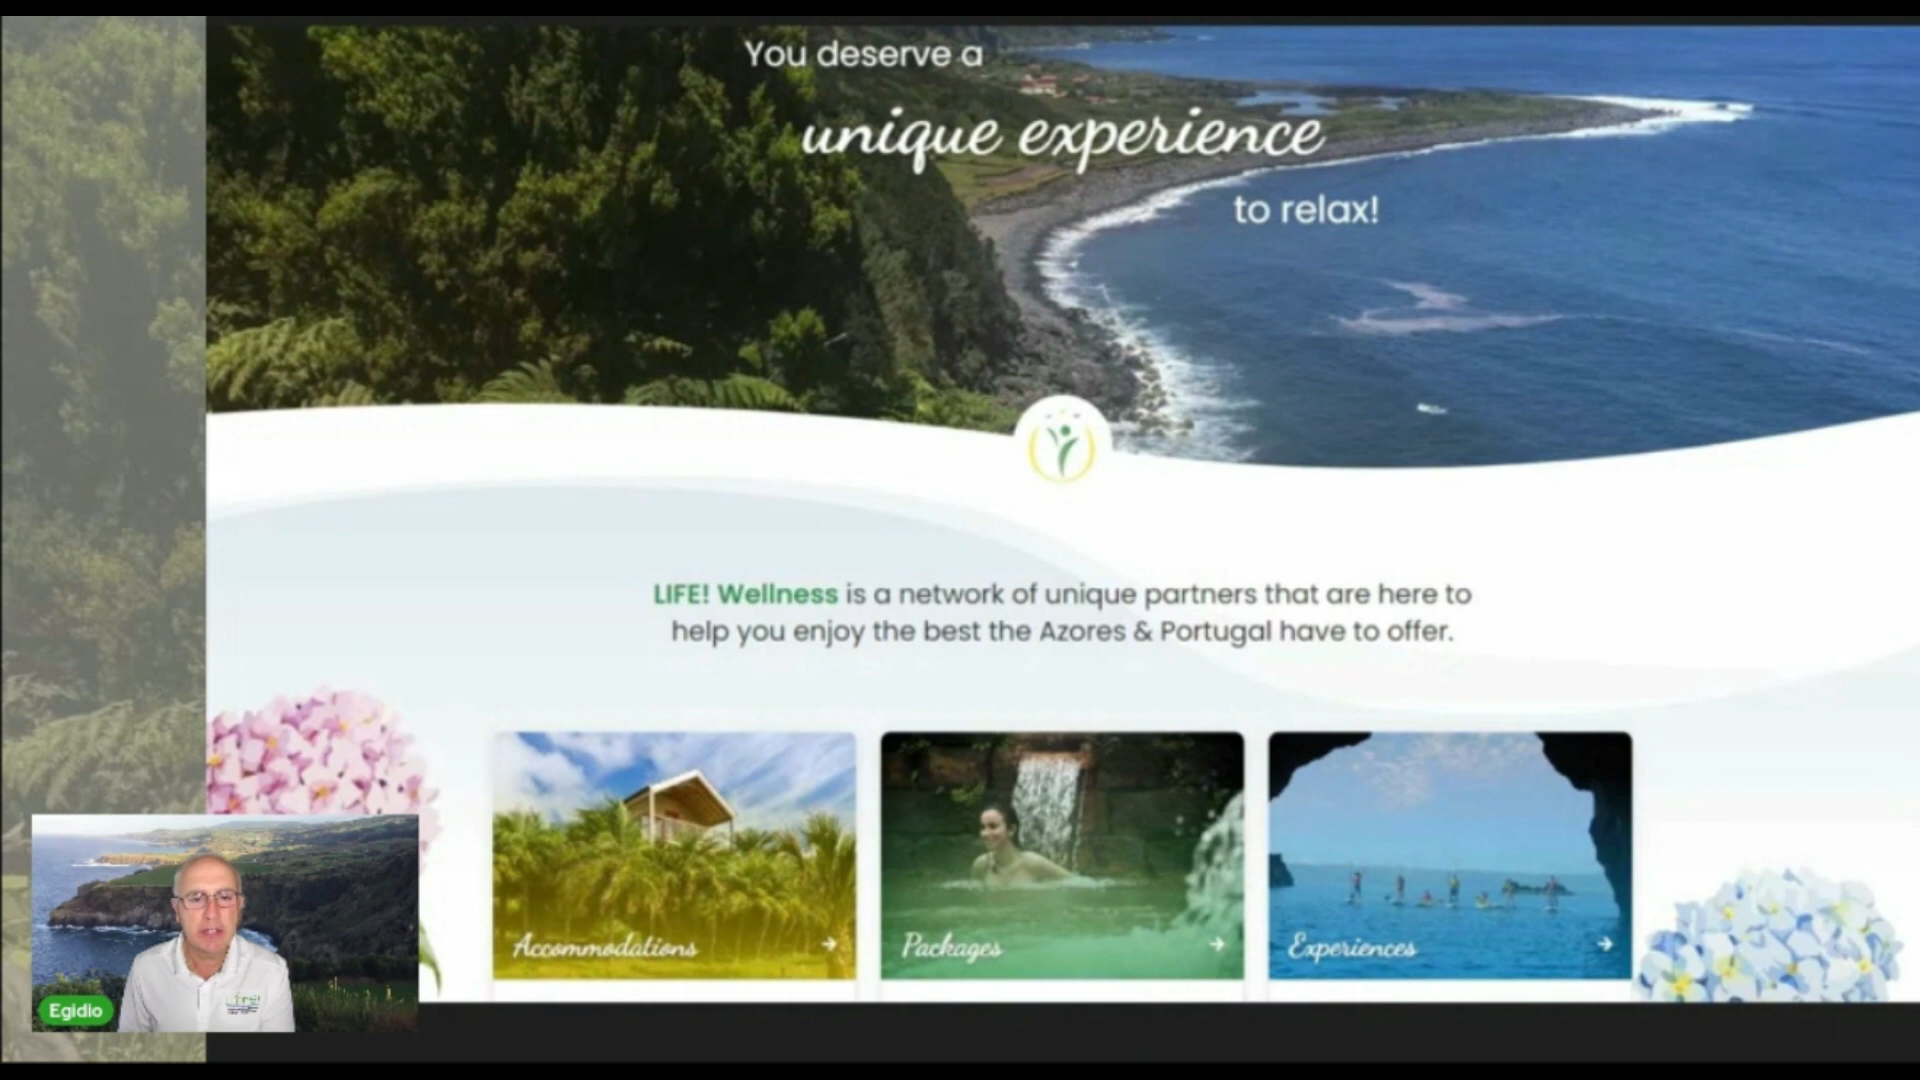 You deserve a
unique experience
to relax!
LIFE! Wellness is a network of unique partners that are here to
help you enjoy the best the Azores & Portugal have to offer.
Accommodations
Packages
Experiences
Egidio